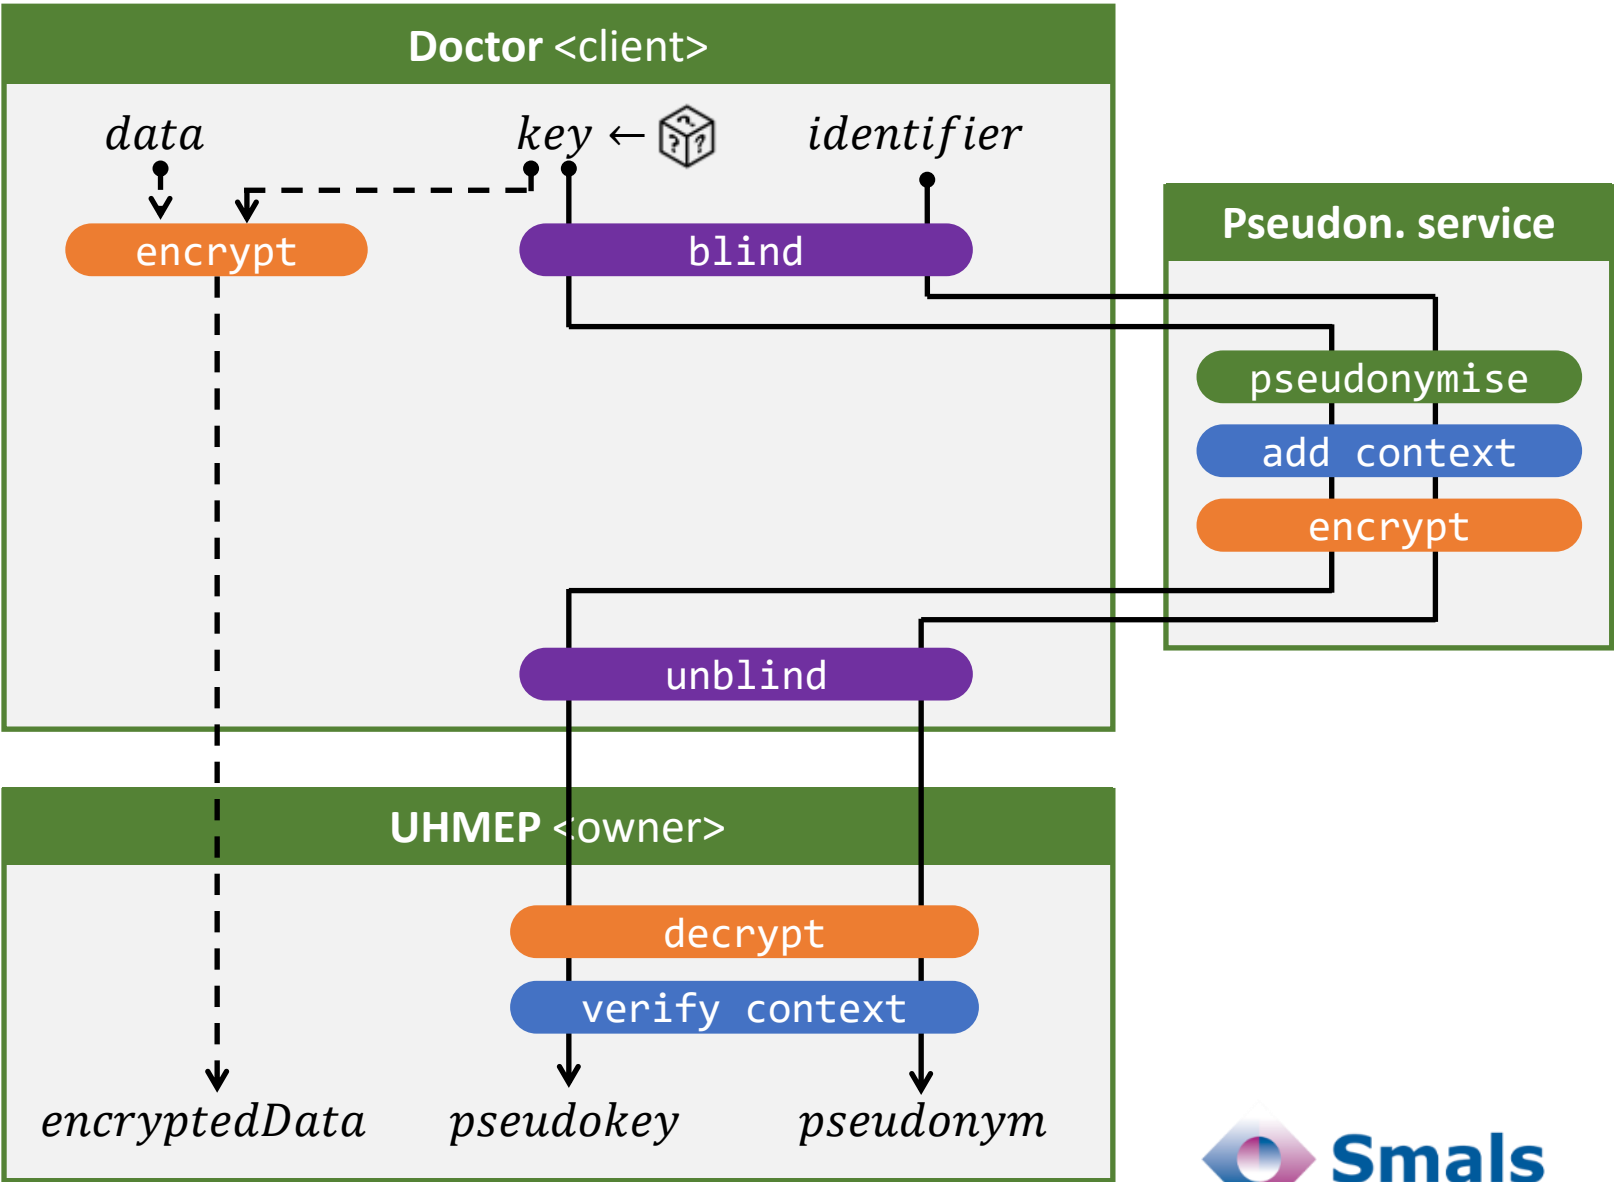 Doctor <client>
data
key ← ? ? ?
identifier
encrypt
blind
Pseudon. service
pseudonymise
add context
encrypt
unblind
UHMEP <owner>
decrypt
verify context
encryptedData
pseudokey
pseudonym
Smals